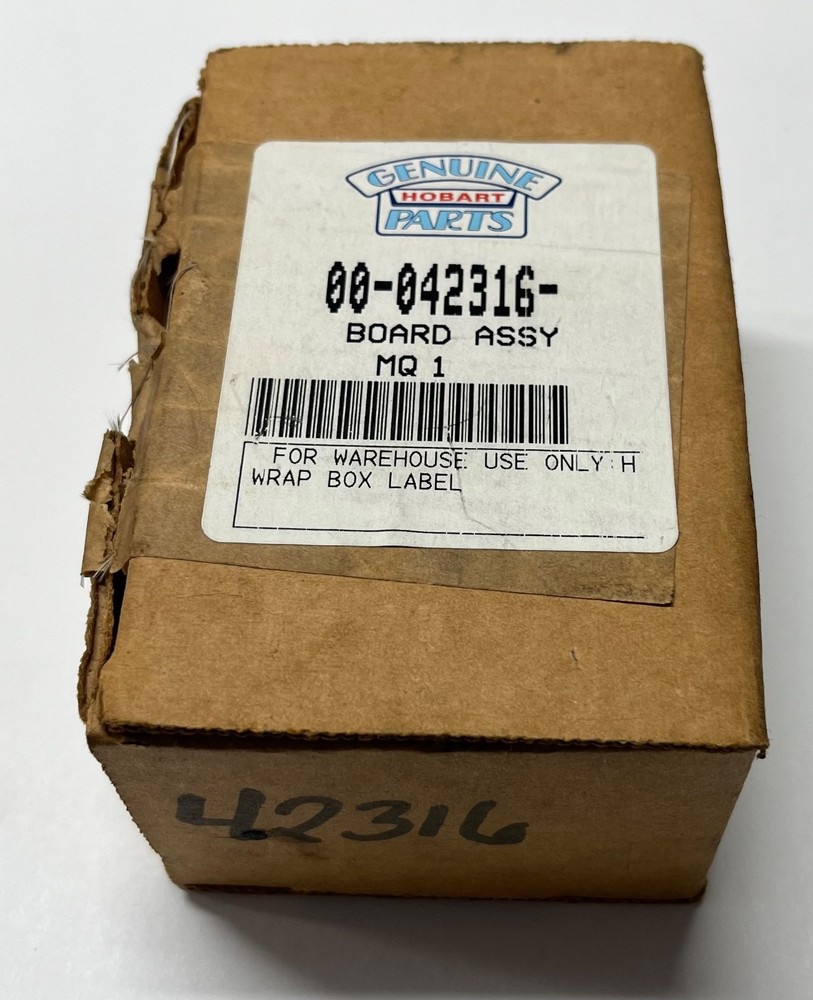 GENUINE
HOBART
PARTS
00-042316-
BOARD ASSY
MQ 1
FOR WAREHOUSE USE ONLY:H
WRAP BOX LABEL
42316